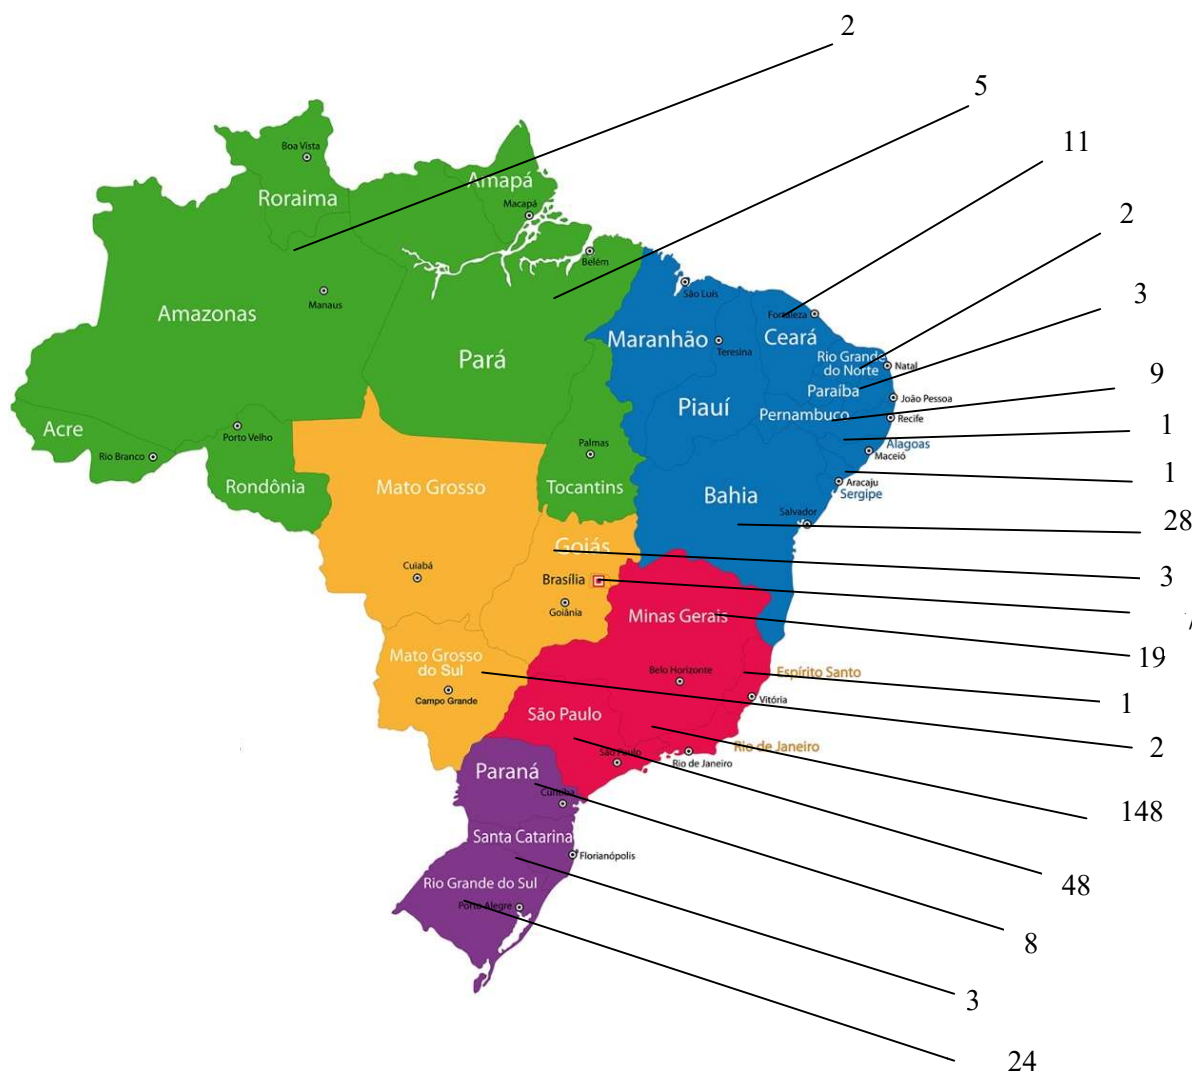 2
5
11
Boa Vista
Amapá
Roraima
Macapá
2
Belém
São Luís
3
Amazonas
Manaus
Fortaleza
Ceará
Maranhão
Teresina
Pará
Rio Grande
do Norte
Natal
9
Paraíba
João Pessoa
Piauí
Pernambuco
Recife
Acre
Porto Velho
1
Palmas
Alagoas
Rio Branco
Maceió
1
Rondônia
Mato Grosso
Tocantins
Bahia
Aracaju
Sergipe
Salvador
28
Goiás
Cuiabá
Brasília
3
Goiânia
Minas Gerais
19
Mato Grosso
do Sul
Belo Horizonte
Espírito Santo
Campo Grande
Vitória
1
São Paulo
Rio de Janeiro
2
São Paulo
Rio de Janeiro
Paraná
Curitiba
148
Santa Catarina
Florianópolis
48
Rio Grande do Sul
Porto Alegre
8
3
24